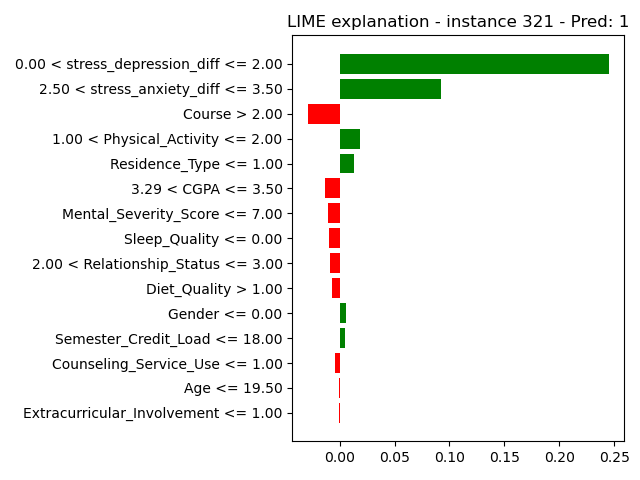 LIME explanation - instance 321 - Pred: 1
0.00 < stress_depression_diff <= 2.00
2.50 < stress_anxiety_diff <= 3.50
Course > 2.00
1.00 < Physical_Activity <= 2.00
Residence_Type <= 1.00
3.29 < CGPA <= 3.50
Mental_Severity_Score <= 7.00
Sleep_Quality <= 0.00
2.00 < Relationship_Status <= 3.00
Diet_Quality > 1.00
Gender <= 0.00
Semester_Credit_Load <= 18.00
Counseling_Service_Use <= 1.00
Age <= 19.50
Extracurricular_Involvement <= 1.00
0.00 0.05 0.10 0.15 0.20 0.25